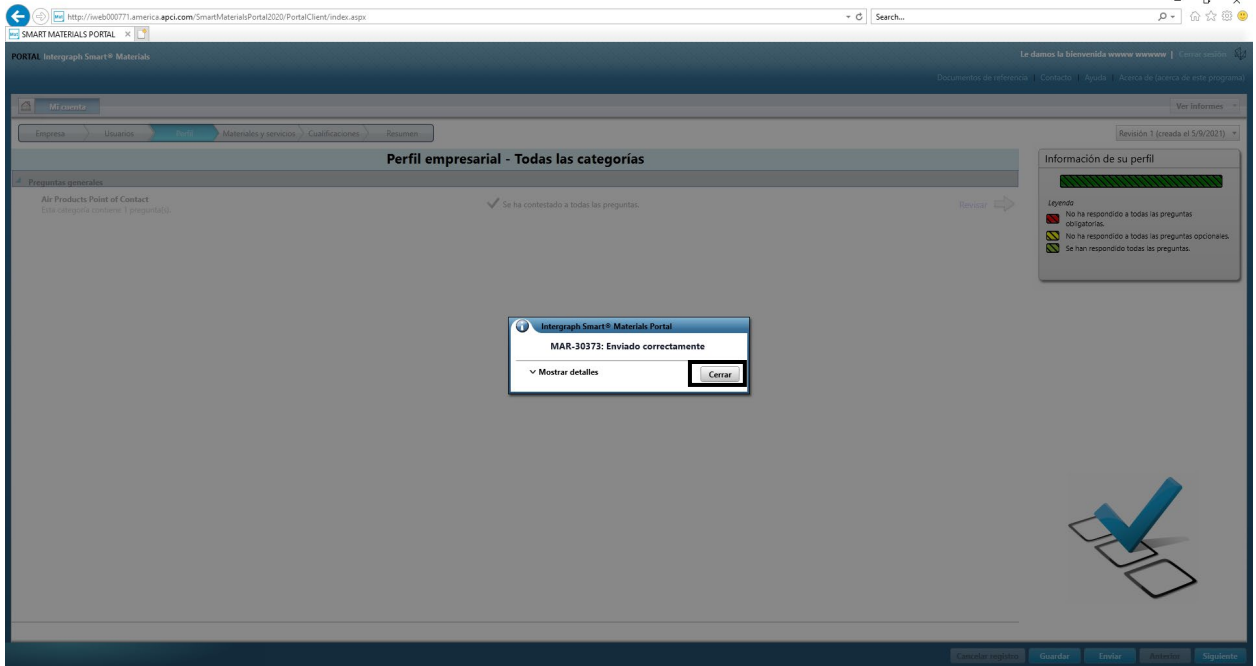 http://iweb000771.america.apci.com/SmartMaterialsPortal2020/PortalClient/index.aspx
Search...
SMART MATERIALS PORTAL
PORTAL Intergraph Smart® Materials
Le damos la bienvenida wwww wwwww | Cerrar sesión
Documentos de referencia | Contacto | Ayuda | Acerca de (acerca de este programa)
Mi cuenta
Ver informes
Empresa Usuarios Perfil Materiales y servicios Cualificaciones Resumen
Revisión 1 (creada el 5/9/2021)
Perfil empresarial - Todas las categorías
Información de su perfil
Preguntas generales
Air Products Point of Contact
Esta categoría contiene 1 pregunta(s).
Se ha contestado a todas las preguntas.
Revisar
Leyenda
No ha respondido a todas las preguntas
obligatorias.
No ha respondido a todas las preguntas opcionales.
Se han respondido todas las preguntas.
Intergraph Smart® Materials Portal
MAR-30373: Enviado correctamente
Mostrar detalles
Cerrar
Cancelar registro Guardar Enviar Anterior Siguiente